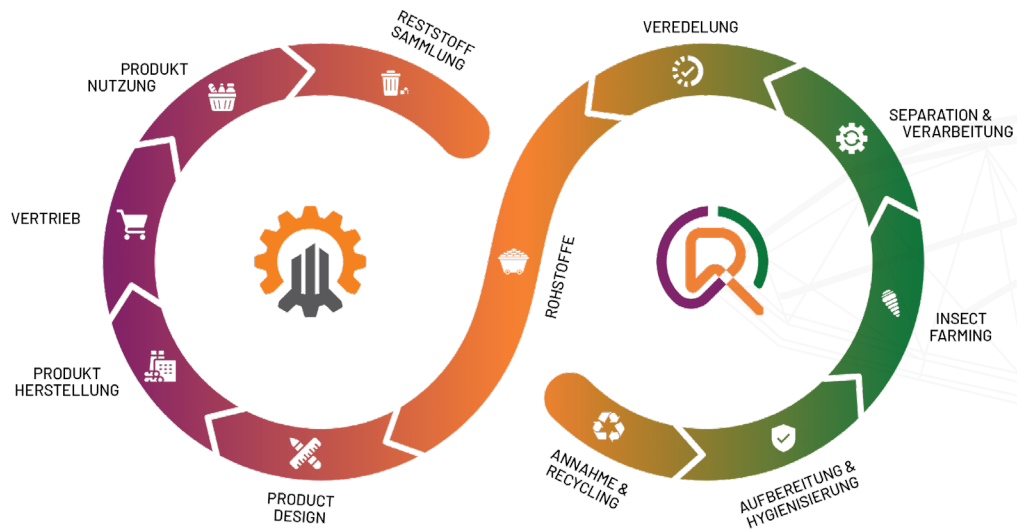 RESTSTOFF
SAMMLUNG
PRODUKT
NUTZUNG
VERTRIEB
PRODUKT
HERSTELLUNG
PRODUCT
DESIGN
ROHSTOFFE
VEREDELUNG
SEPARATION &
VERARBEITUNG
INSECT
FARMING
AUFBEREITUNG &
HYGIENISIERUNG
ANNAHME &
RECYCLING